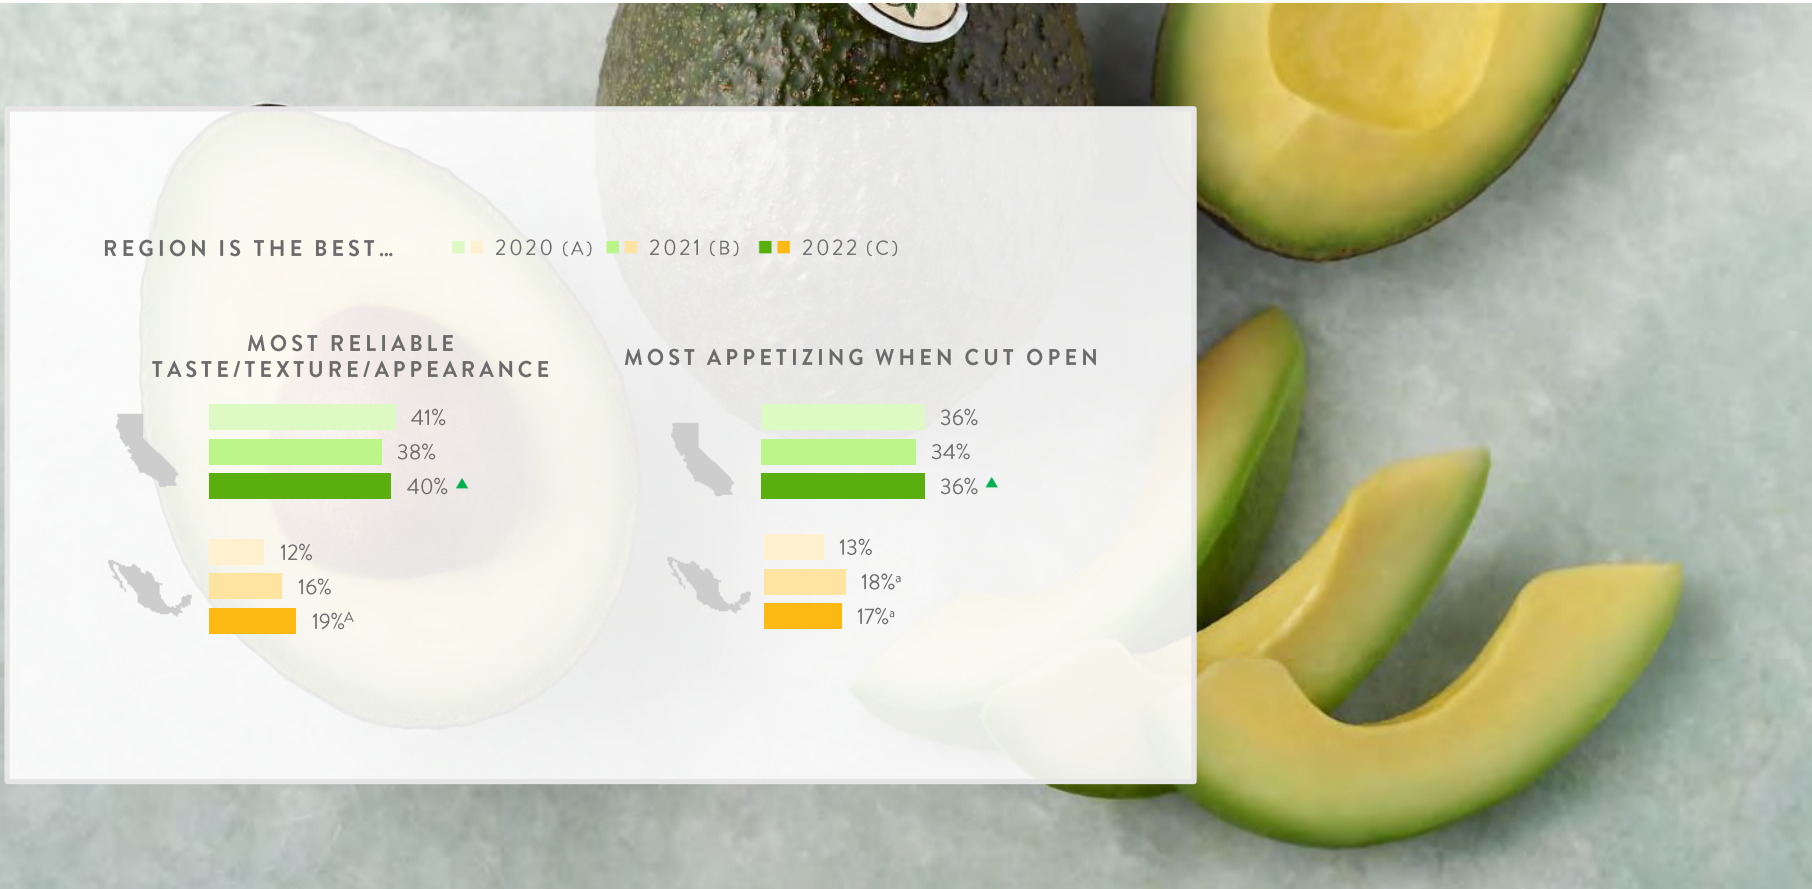 REGION IS THE BEST…
2020 (A) 2021 (B) 2022 (C)
MOST RELIABLE
TASTE/TEXTURE/APPEARANCE
41%
38%
40%
12%
16%
19%ᴬ
MOST APPETIZING WHEN CUT OPEN
36%
34%
36%
13%
18%ᵃ
17%ᵃ